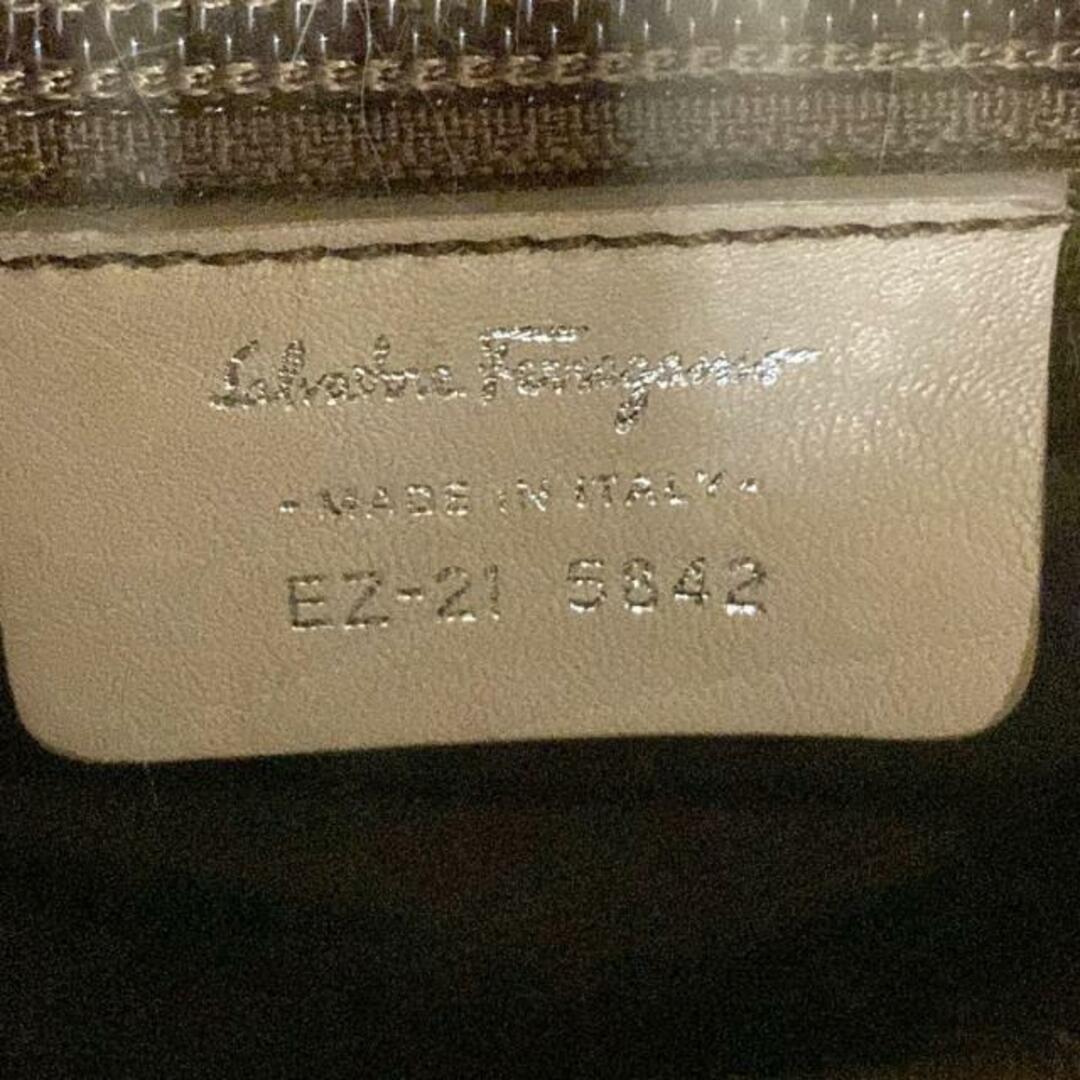 Salvatore Ferragamo
-MADE IN ITALY-
EZ-21 5842